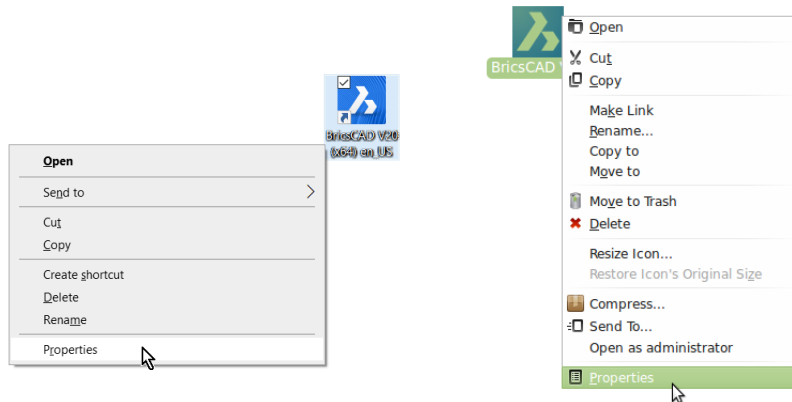 BricsCAD V20
(x64) en_US
Open
Send to
Cut
Copy
Create shortcut
Delete
Rename
Properties
BricsCAD
Open
Cut
Copy
Make Link
Rename...
Copy to
Move to
Move to Trash
Delete
Resize Icon...
Restore Icon's Original Size
Compress...
Send To...
Open as administrator
Properties